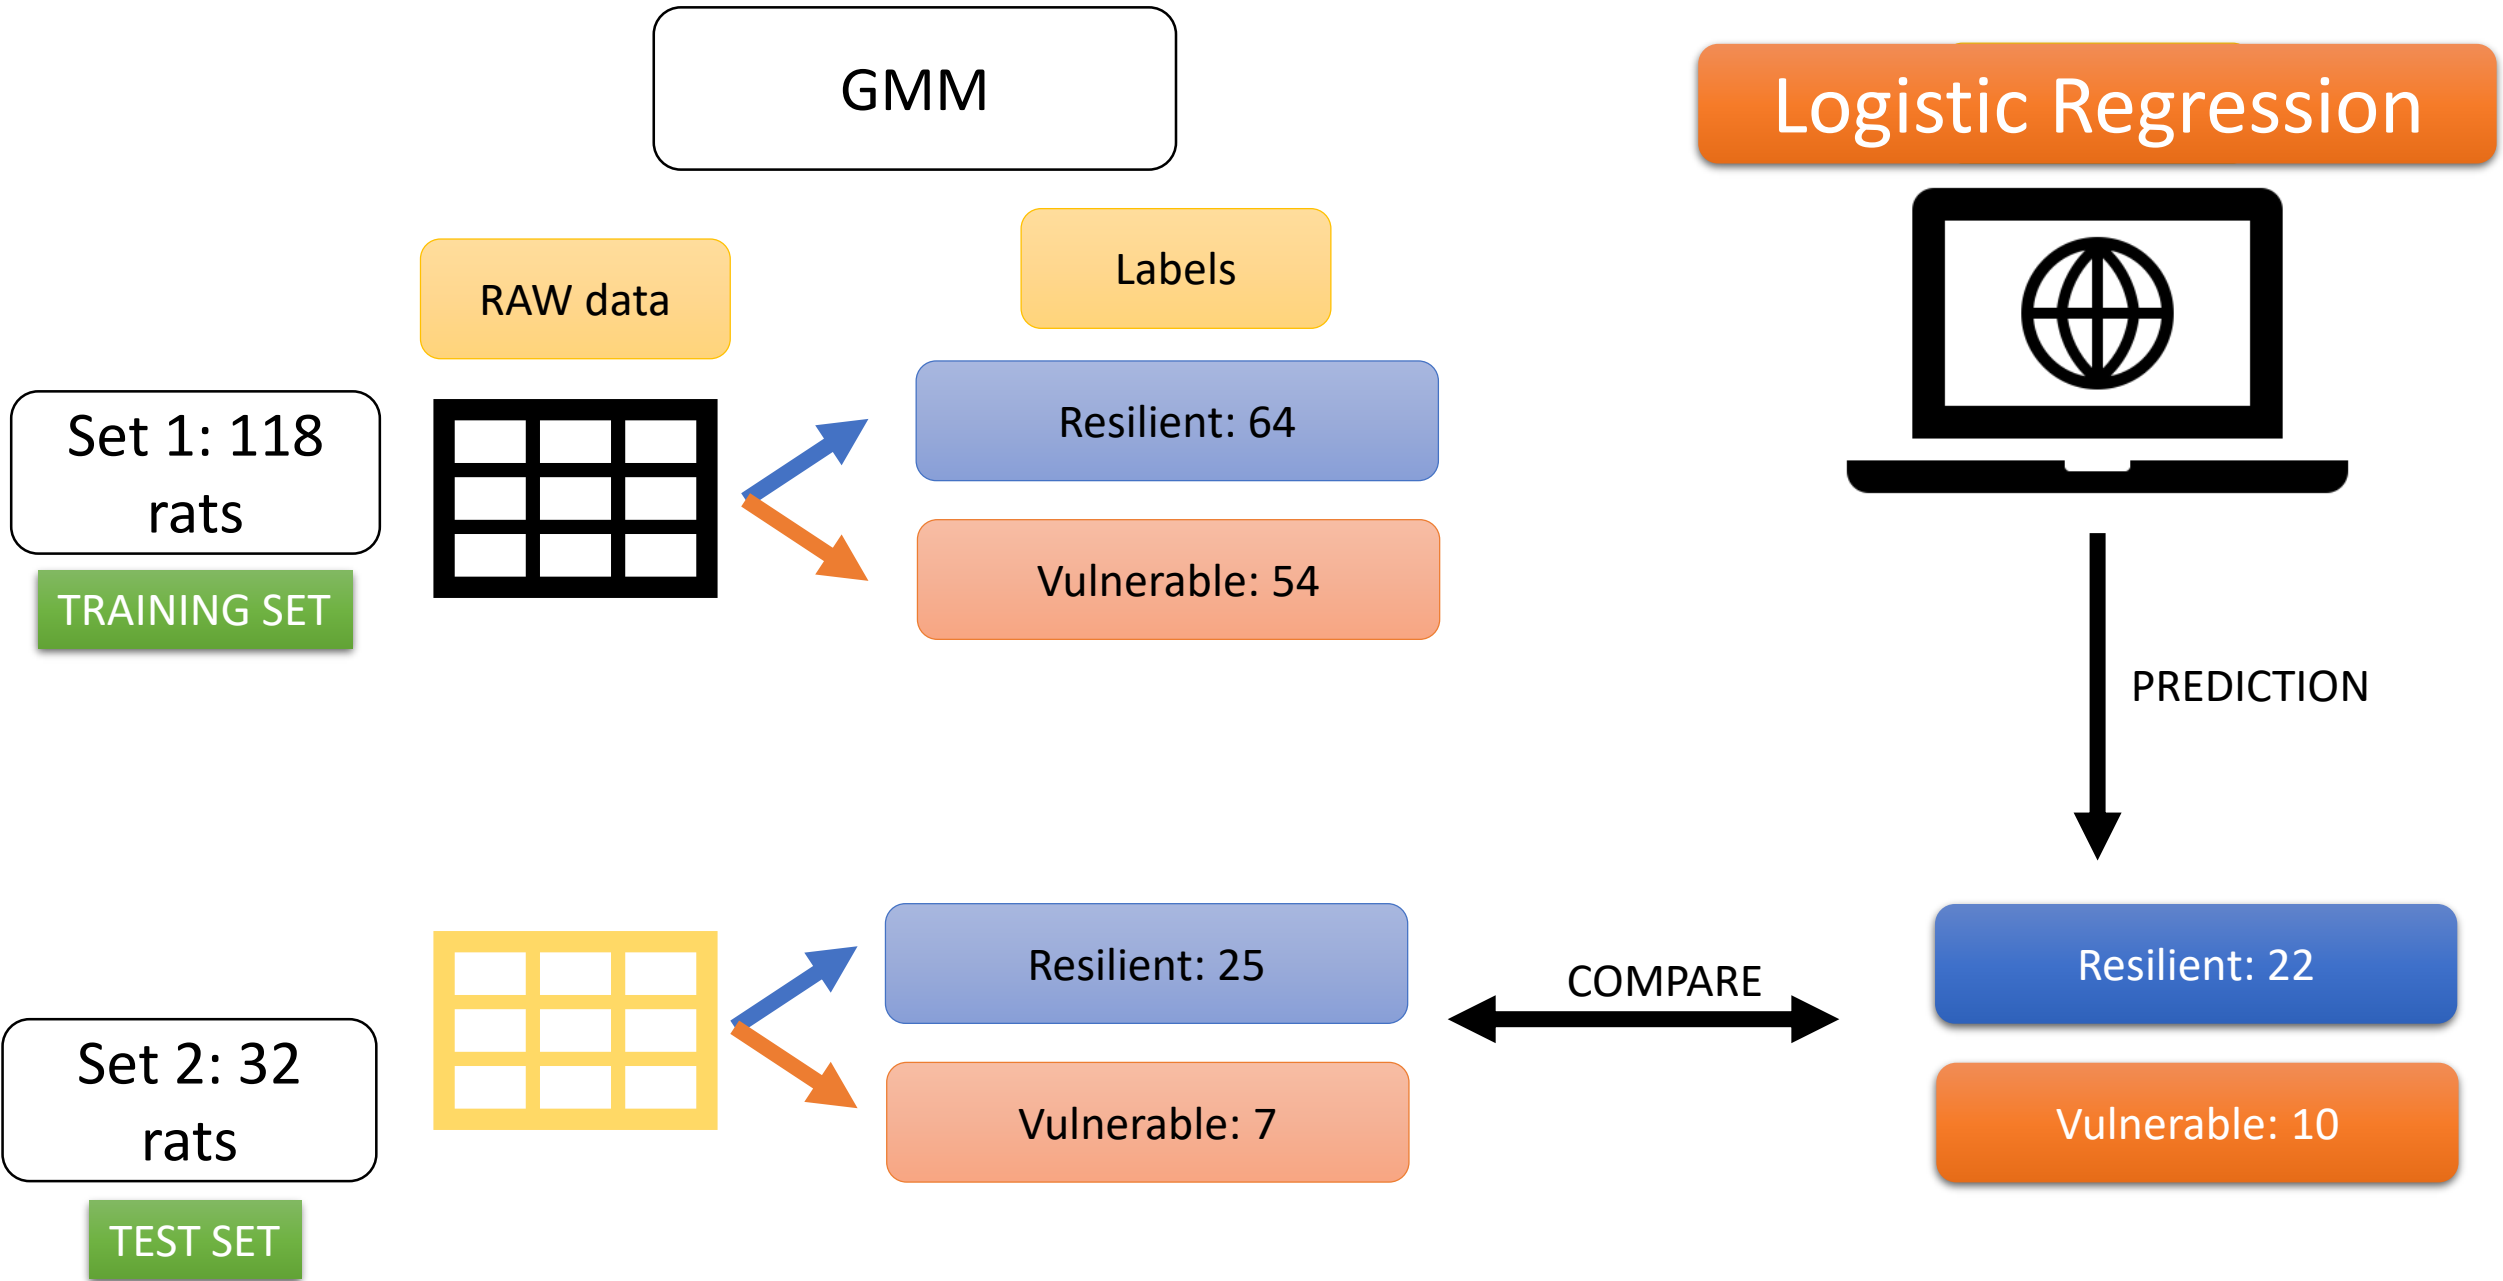 GMM
Logistic Regression
RAW data
Labels
Set 1: 118
rats
TRAINING SET
Resilient: 64
Vulnerable: 54
PREDICTION
Set 2: 32
rats
TEST SET
Resilient: 25
Vulnerable: 7
COMPARE
Resilient: 22
Vulnerable: 10